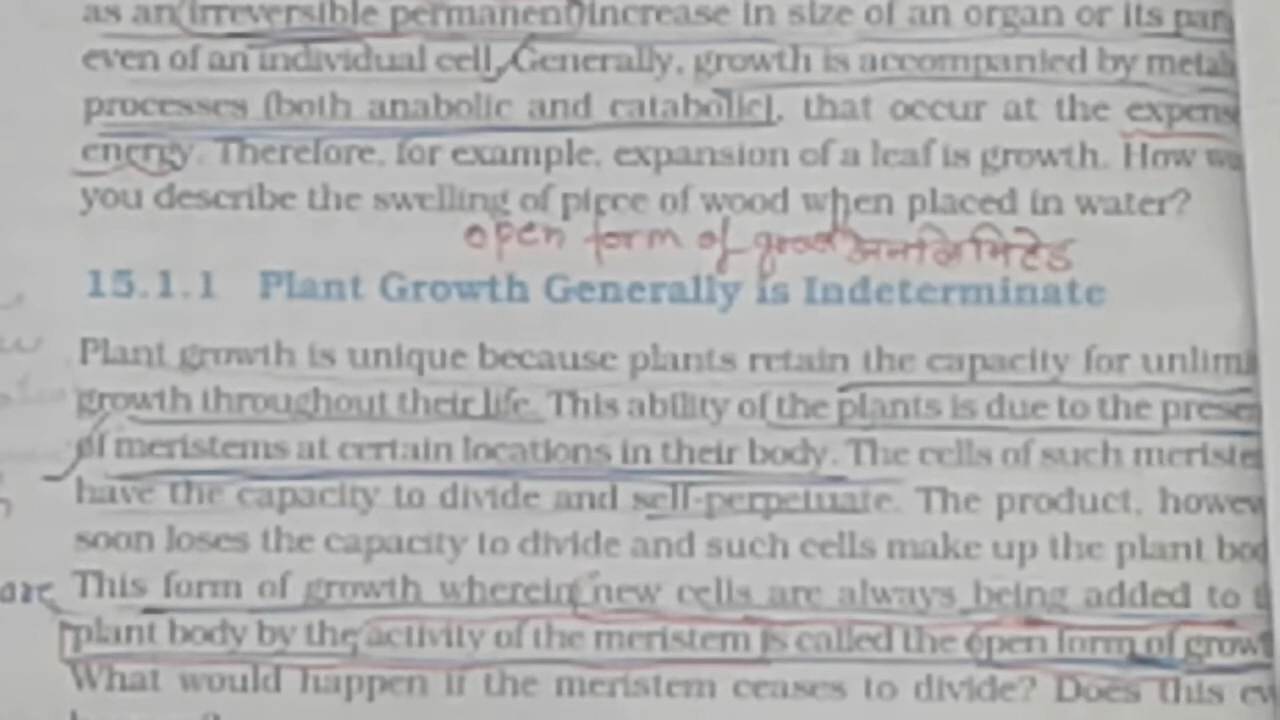 as an irreversible permanent increase in size of an organ or its
even of an individual cell. Generally, growth is accompanied by metab
processes (both anabolic and catabolic), that occur at the expens
energy. Therefore, for example, expansion of a leaf is growth. How wo
you describe the swelling of piece of wood when placed in water?
open form of अनलिमिटेड
15.1.1 Plant Growth Generally is Indeterminate
Plant growth is unique because plants retain the capacity for unlimi
growth throughout their life. This ability of the plants is due to the presen
of meristems at certain locations in their body. The cells of such meriste
have the capacity to divide and self-perpetuate. The product, howev
soon loses the capacity to divide and such cells make up the plant bod
are This form of growth wherein new cells are always being added to t
plant body by the activity of the meristem is called the open form of growt
What would happen if the meristem ceases to divide? Does this ev